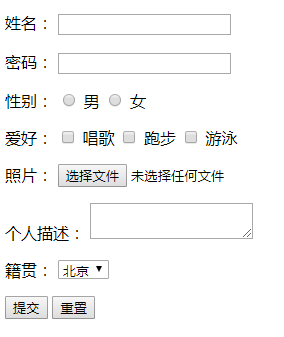 姓名：
密码：
性别： 男 女
爱好： 唱歌 跑步 游泳
照片： 选择文件 未选择任何文件
个人描述：
籍贯： 北京
提交 重置